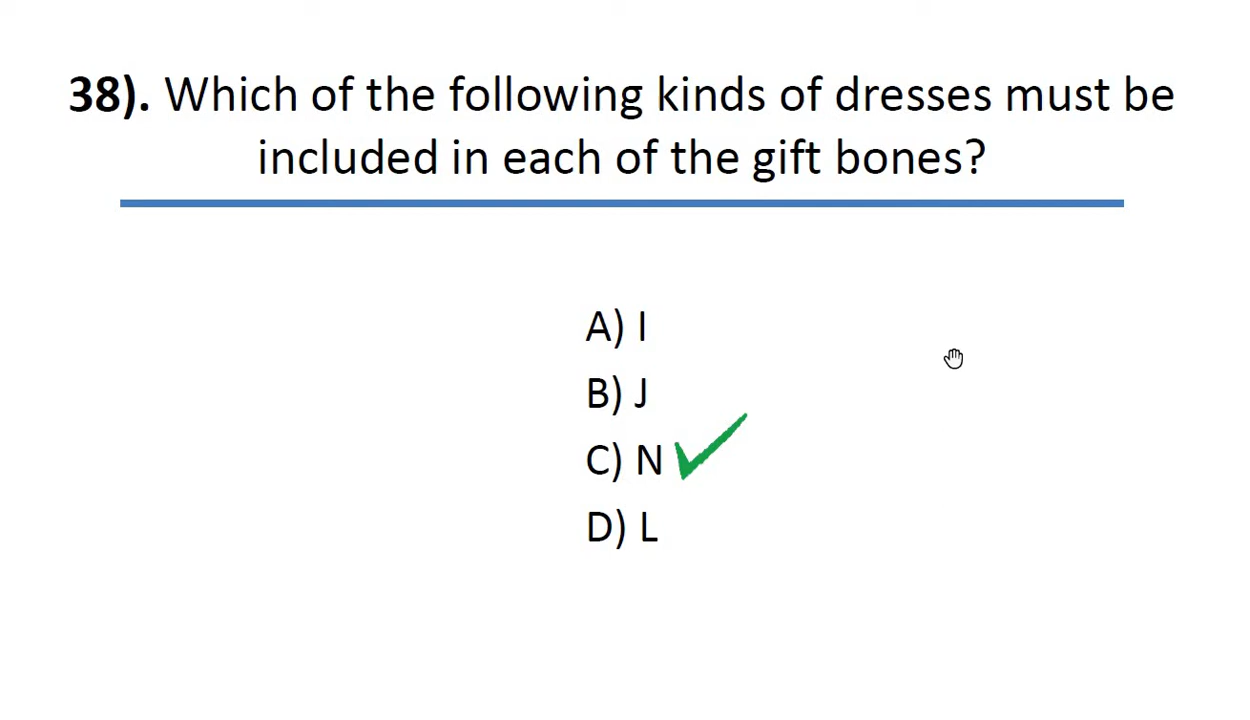 38). Which of the following kinds of dresses must be
included in each of the gift bones?
A) I
B) J
C) N
D) L